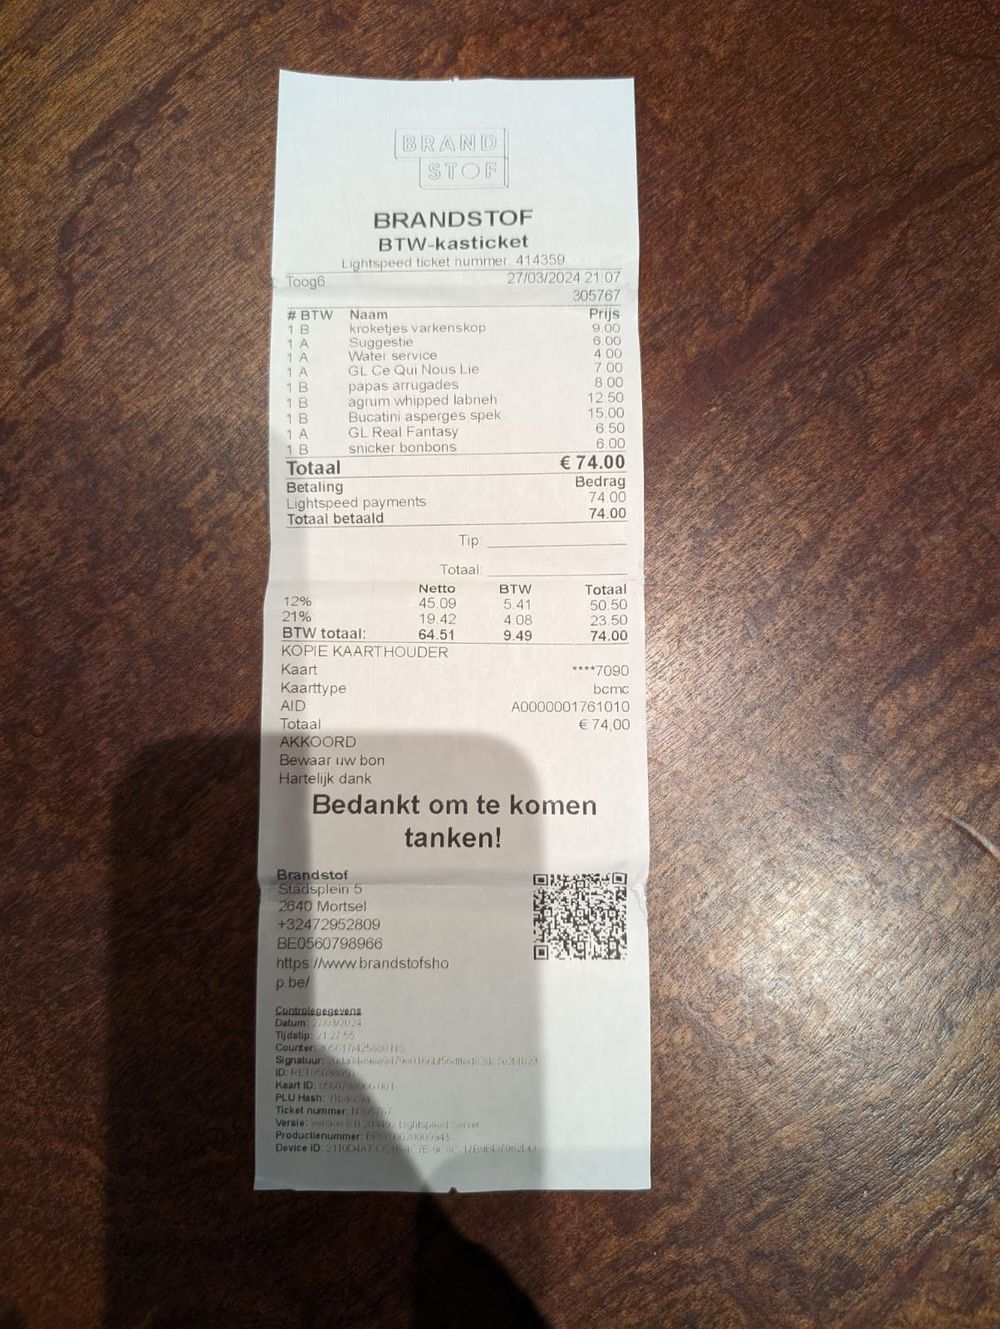 BRAND
STOF
BRANDSTOF
BTW-kasticket
Lightspeed ticket nummer: 414359
Toog6 27/03/2024 21:07
305767
# BTW Naam Prijs
1 B kroketjes varkenskop 9.00
1 A Suggestie 6.00
1 A Water service 4.00
1 A GL Ce Qui Nous Lie 7.00
1 B papas arrugades 8.00
1 B agrum whipped labneh 12.50
1 B Bucatini asperges spek 15.00
1 A GL Real Fantasy 6.50
1 B snicker bonbons 6.00
Totaal € 74.00
Betaling Bedrag
Lightspeed payments 74.00
Totaal betaald 74.00
Tip:
Totaal:
Netto BTW Totaal
12% 45.09 5.41 50.50
21% 19.42 4.08 23.50
BTW totaal: 64.51 9.49 74.00
KOPIE KAARTHOUDER
Kaart ****7090
Kaarttype bcmc
AID A0000001761010
Totaal € 74,00
AKKOORD
Bewaar uw bon
Hartelijk dank
Bedankt om te komen
tanken!
Brandstof
Stadsplein 5
2640 Mortsel
+32472952809
BE0560798966
https://www.brandstofsho
p.be/
Controlegegevens
Datum: 27/03/2024
Tijdstip: 21:27:55
Counter:
Signatuur:
ID:
Kaart ID:
PLU Hash:
Ticket nummer: N305767
Versie: Version
Productienummer:
Device ID: